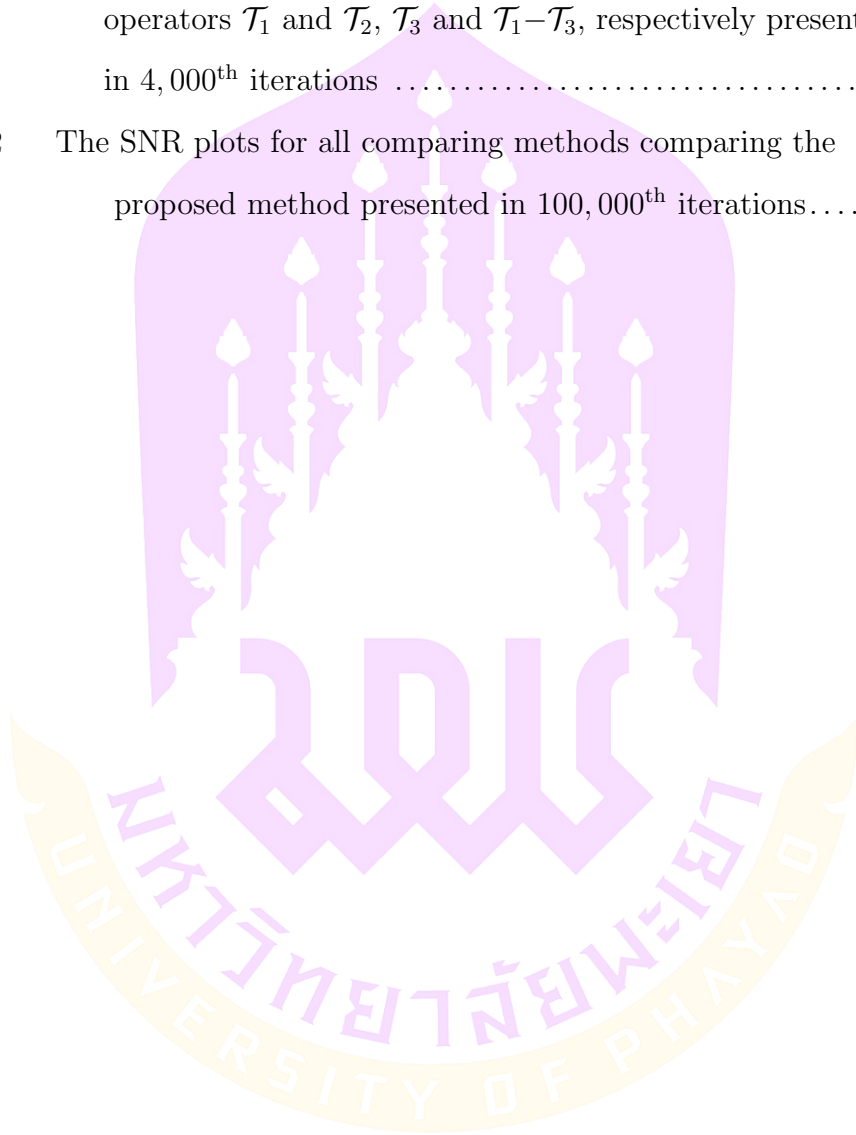 operators 𝒯₁ and 𝒯₂, 𝒯₃ and 𝒯₁−𝒯₃, respectively present
in 4,000ᵗʰ iterations ..................................
2 The SNR plots for all comparing methods comparing the
proposed method presented in 100,000ᵗʰ iterations....
มหาวิทยาลัยพะเยา
UNIVERSITY OF PHAYAO